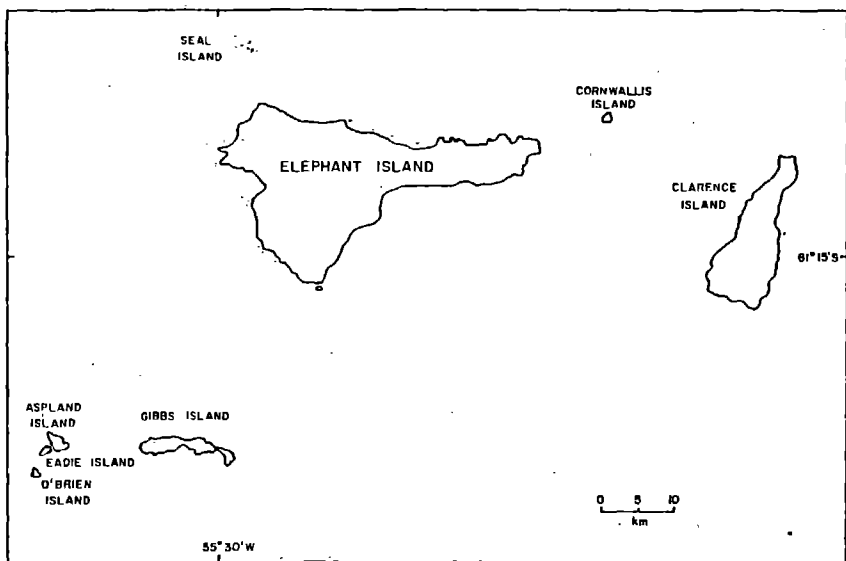 SEAL
ISLAND
CORNWALLIS
ISLAND
ELEPHANT ISLAND
CLARENCE
ISLAND
61° 15'S
ASPLAND
ISLAND
GIBBS ISLAND
EADIE ISLAND
O'BRIEN
ISLAND
0 5 10
km
55° 30' W